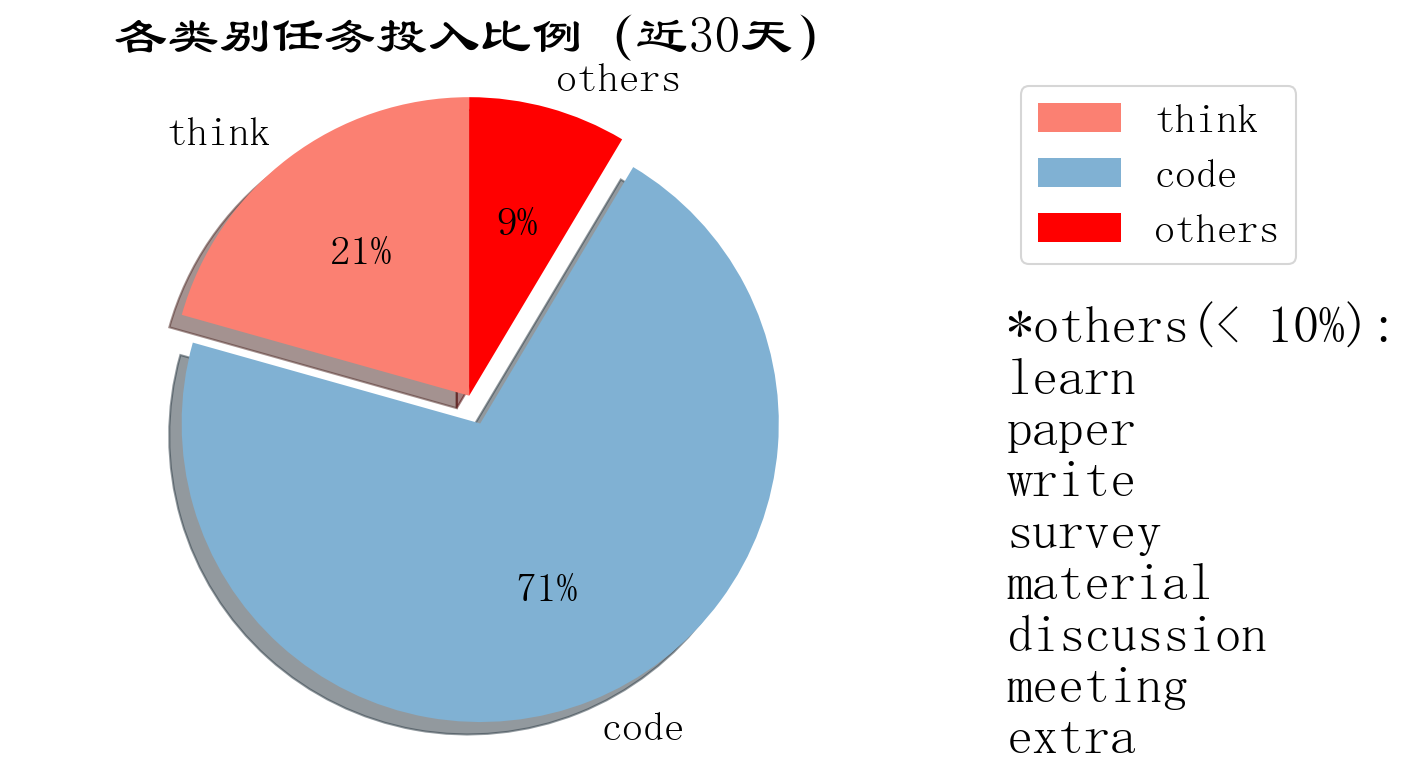 各类别任务投入比例 (近30天)
others
think
9%
21%
71%
code
think
code
others
*others(< 10%):
learn
paper
write
survey
material
discussion
meeting
extra